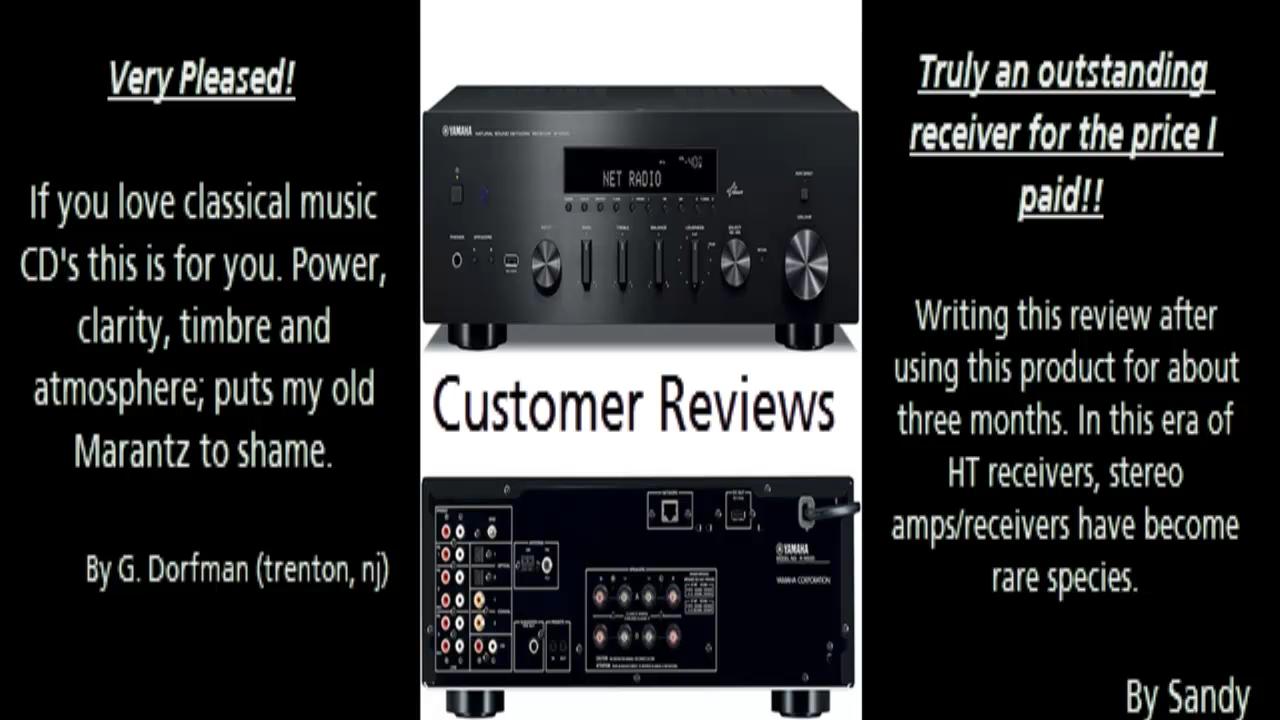 Very Pleased!
If you love classical music
CD's this is for you. Power,
clarity, timbre and
atmosphere; puts my old
Marantz to shame.
By G. Dorfman (trenton, nj)
YAMAHA
NET RADIO
Customer Reviews
YAMAHA
YAMAHA CORPORATION
Truly an outstanding
receiver for the price I
paid!!
Writing this review after
using this product for about
three months. In this era of
HT receivers, stereo
amps/receivers have become
rare species.
By Sandy